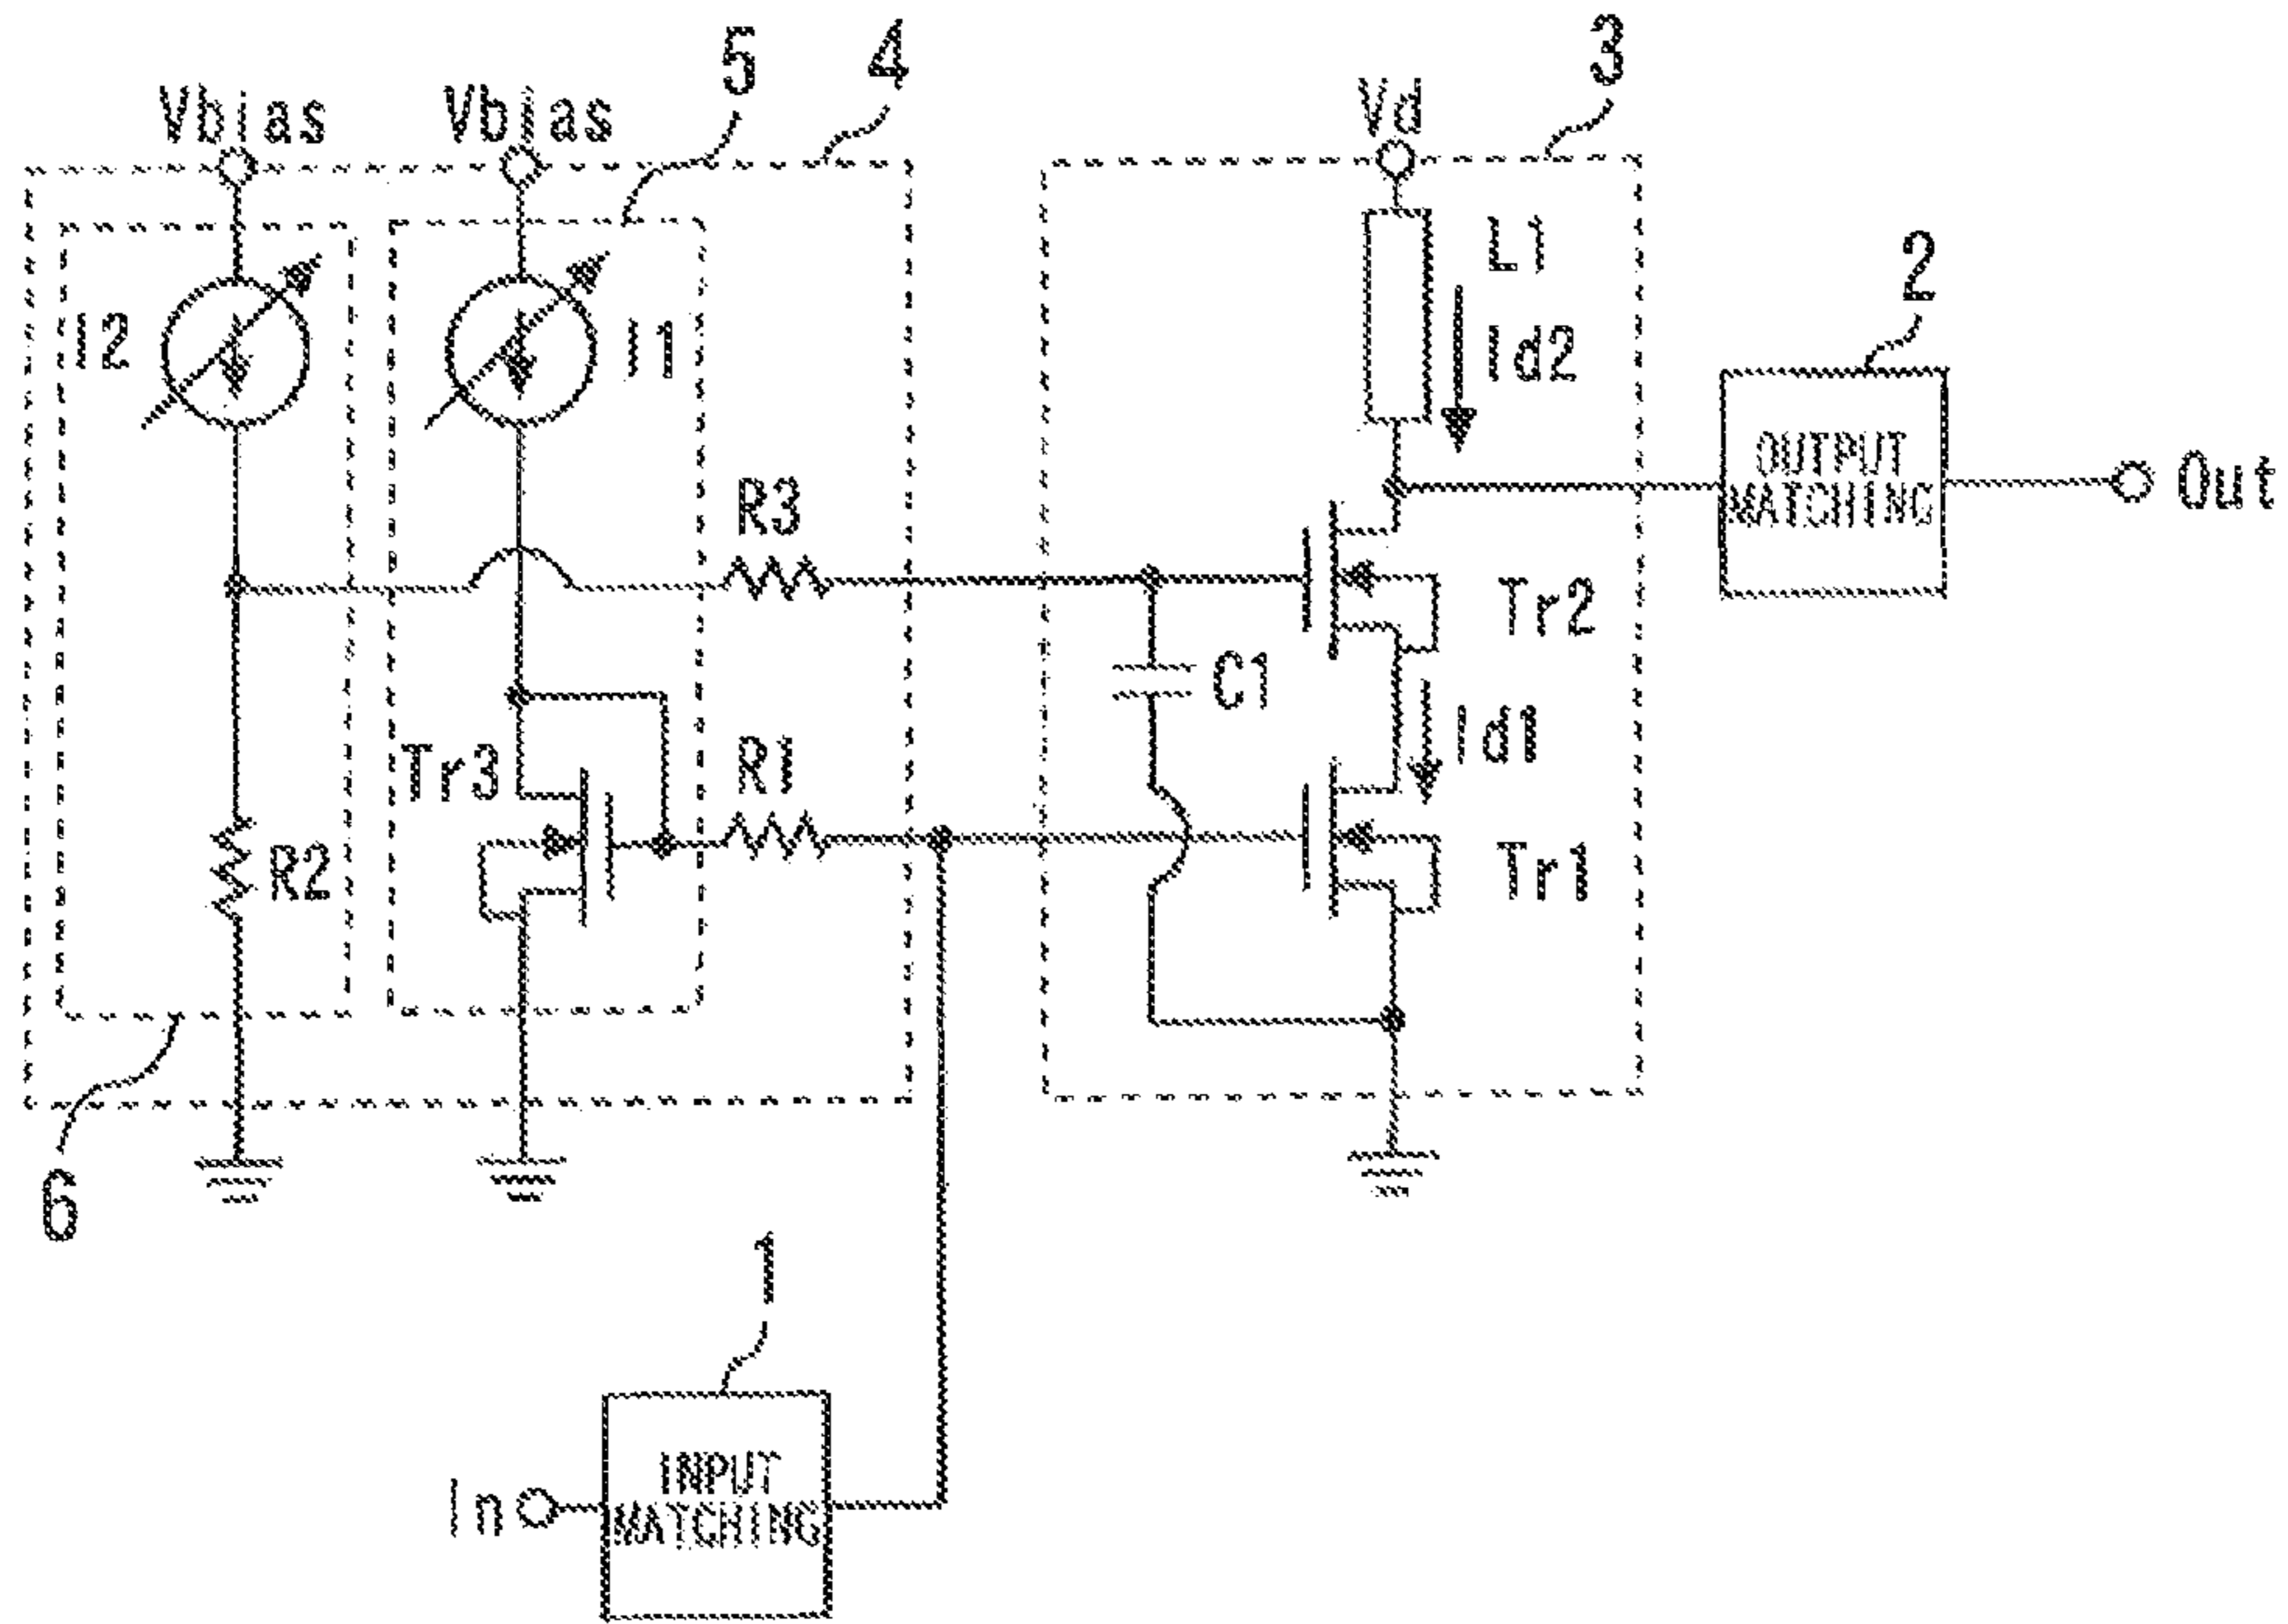 5
4
3
Vbias
Vbias
Vd
L1
2
I2
I1
Id2
OUTPUT
MATCHING
Out
R3
Tr2
C1
Id1
Tr3
R1
R2
Tr1
6
1
INPUT
MATCHING
In